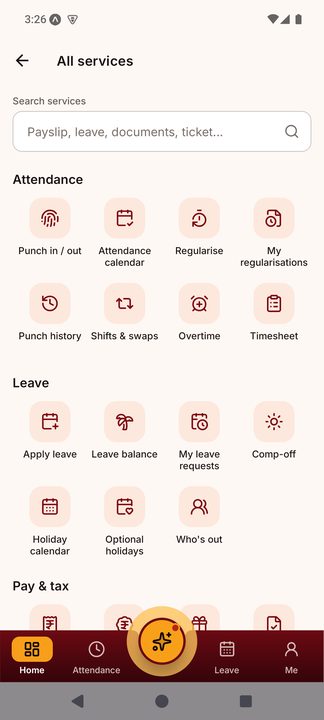 3:26
All services
Search services
Payslip, leave, documents, ticket...
Attendance
Punch in / out
Attendance calendar
Regularise
My regularisations
Punch history
Shifts & swaps
Overtime
Timesheet
Leave
Apply leave
Leave balance
My leave requests
Comp-off
Holiday calendar
Optional holidays
Who's out
Pay & tax
Home
Attendance
Leave
Me